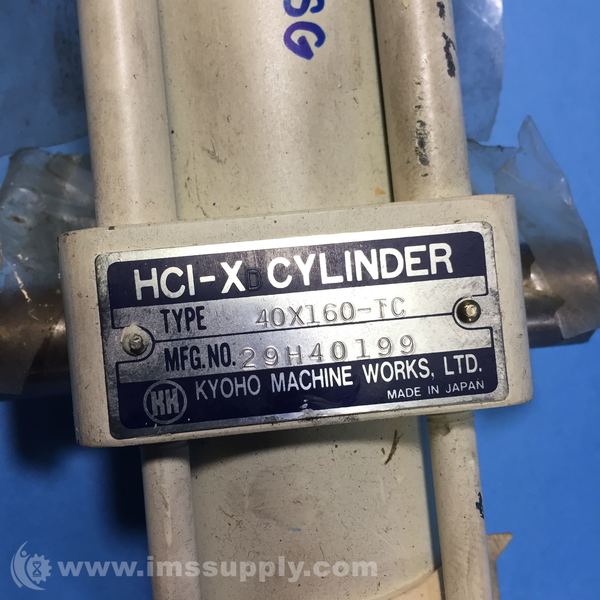 SG
HCI-XD CYLINDER
TYPE 40X160-TC
MFG.NO. 29H40199
KYOHO MACHINE WORKS, LTD.
MADE IN JAPAN
www.imssupply.com